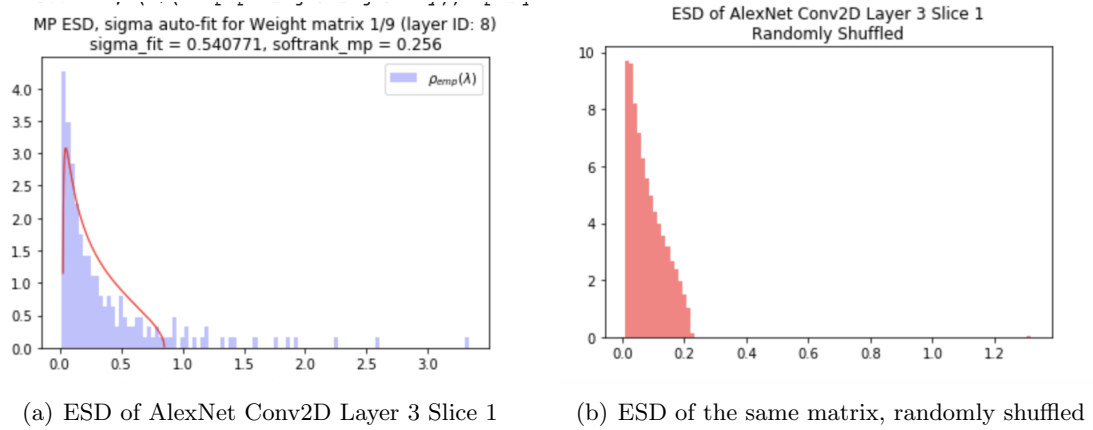 MP ESD, sigma auto-fit for Weight matrix 1/9 (layer ID: 8)
sigma_fit = 0.540771, softrank_mp = 0.256
ρemp(λ)
4.0
3.5
3.0
2.5
2.0
1.5
1.0
0.5
0.0
0.0 0.5 1.0 1.5 2.0 2.5 3.0
(a) ESD of AlexNet Conv2D Layer 3 Slice 1
ESD of AlexNet Conv2D Layer 3 Slice 1
Randomly Shuffled
10
8
6
4
2
0
0.0 0.2 0.4 0.6 0.8 1.0 1.2
(b) ESD of the same matrix, randomly shuffled